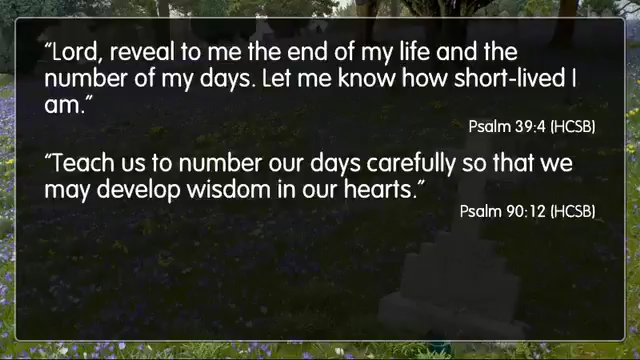 “Lord, reveal to me the end of my life and the
number of my days. Let me know how short-lived I
am.”
Psalm 39:4 (HCSB)
“Teach us to number our days carefully so that we
may develop wisdom in our hearts.”
Psalm 90:12 (HCSB)